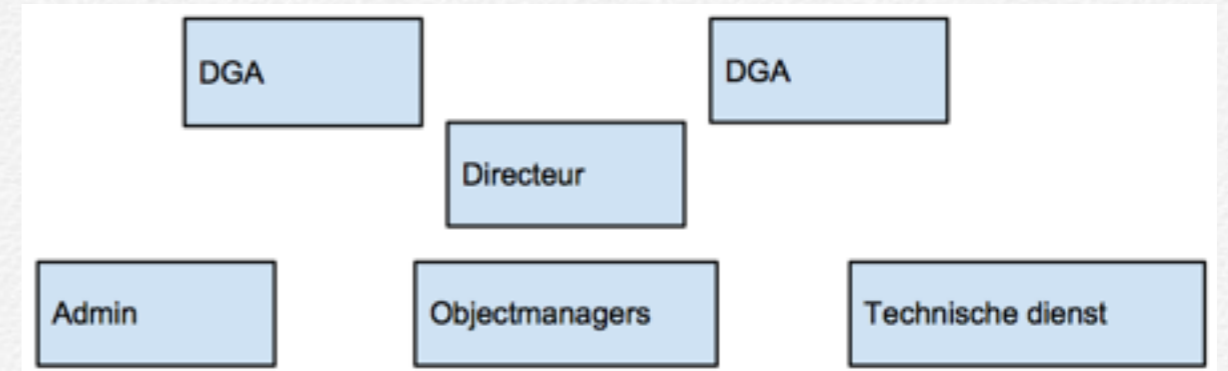 DGA
DGA
Directeur
Admin
Objectmanagers
Technische dienst